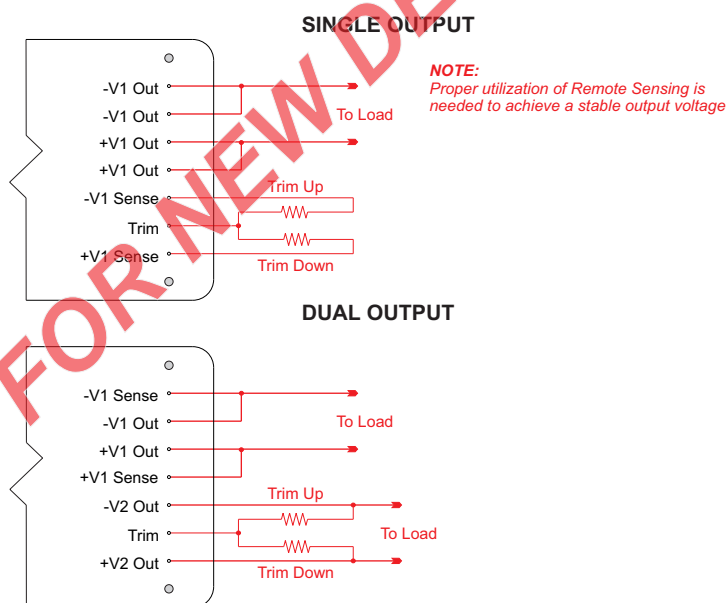 SINGLE OUTPUT
-V1 Out
-V1 Out
+V1 Out
+V1 Out
-V1 Sense
Trim
+V1 Sense
To Load
Trim Up
Trim Down
NOTE:
Proper utilization of Remote Sensing is
needed to achieve a stable output voltage
DUAL OUTPUT
-V1 Sense
-V1 Out
+V1 Out
+V1 Sense
-V2 Out
Trim
+V2 Out
To Load
Trim Up
To Load
Trim Down
FOR NEW DE